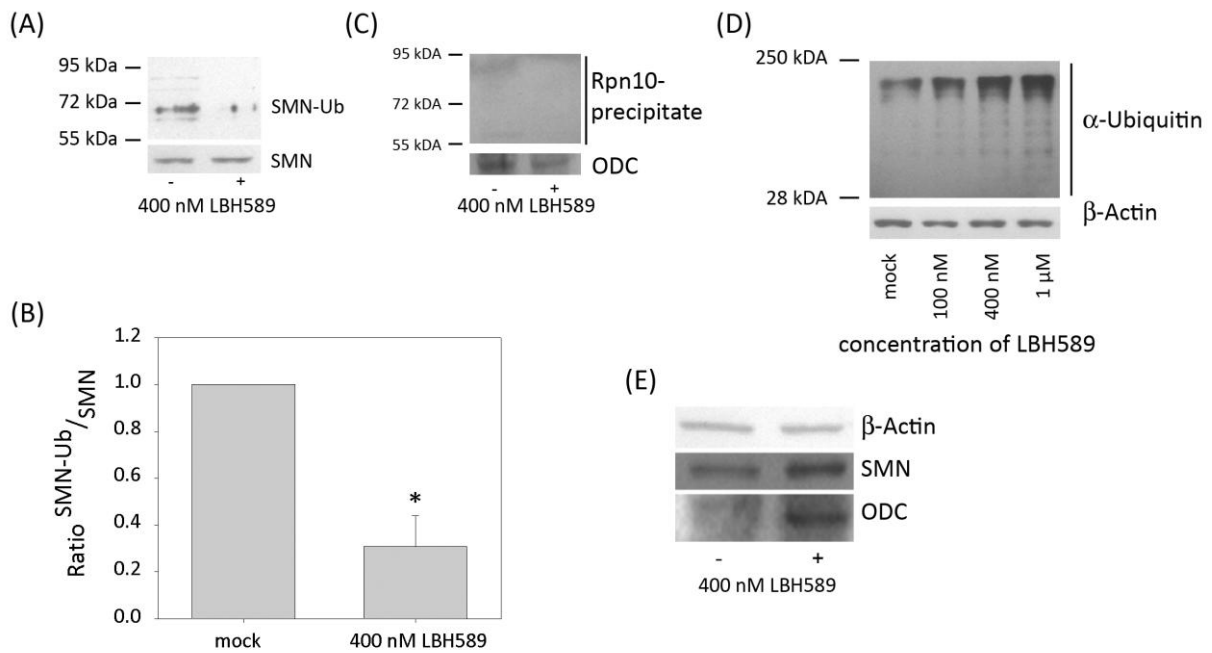 (A)
95 kDa
72 kDa
55 kDa
SMN-Ub
SMN
- +
400 nM LBH589
(C)
95 kDA
72 kDa
55 kDa
Rpn10-
precipitate
ODC
- +
400 nM LBH589
(D)
250 kDA
28 kDA
α-Ubiquitin
β-Actin
mock
100 nM
400 nM
1 µM
concentration of LBH589
(B)
Ratio SMN-Ub/SMN
1.2
1.0
0.8
0.6
0.4
0.2
0.0
*
mock
400 nM LBH589
(E)
β-Actin
SMN
ODC
- +
400 nM LBH589